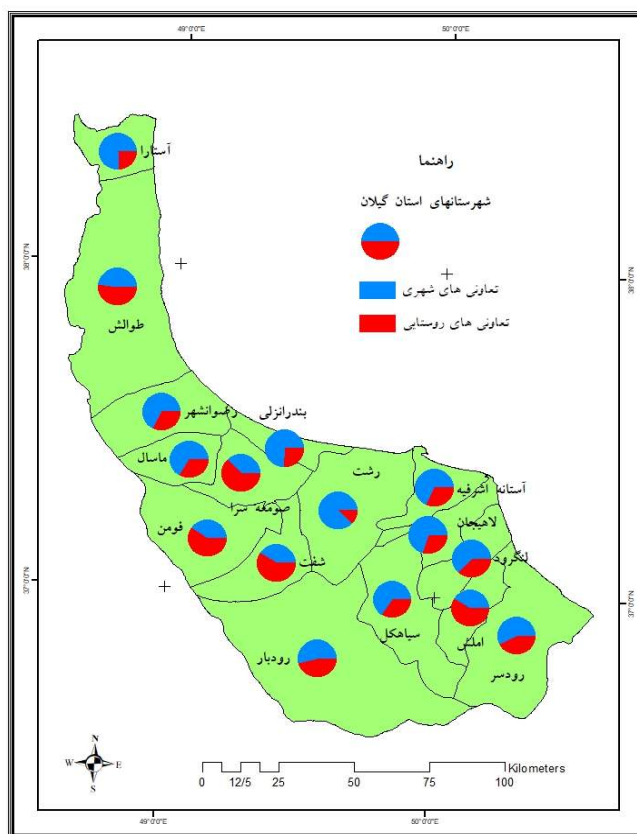 49°0'0"E 50°0'0"E
راهنما
شهرستانهای استان گیلان
تعاونی های شهری
تعاونی های روستایی
آستارا
38°0'0"N 38°0'0"N
طوالش
رضوانشهر
بندرانزلی
ماسال
رشت
صومعه سرا
آستانه اشرفیه
لاهیجان
فومن
شفت
لنگرود
37°0'0"N 37°0'0"N
سیاهکل
املش
رودبار
رودسر
N
W E
S
Kilometers
0 12/5 25 50 75 100
49°0'0"E 50°0'0"E